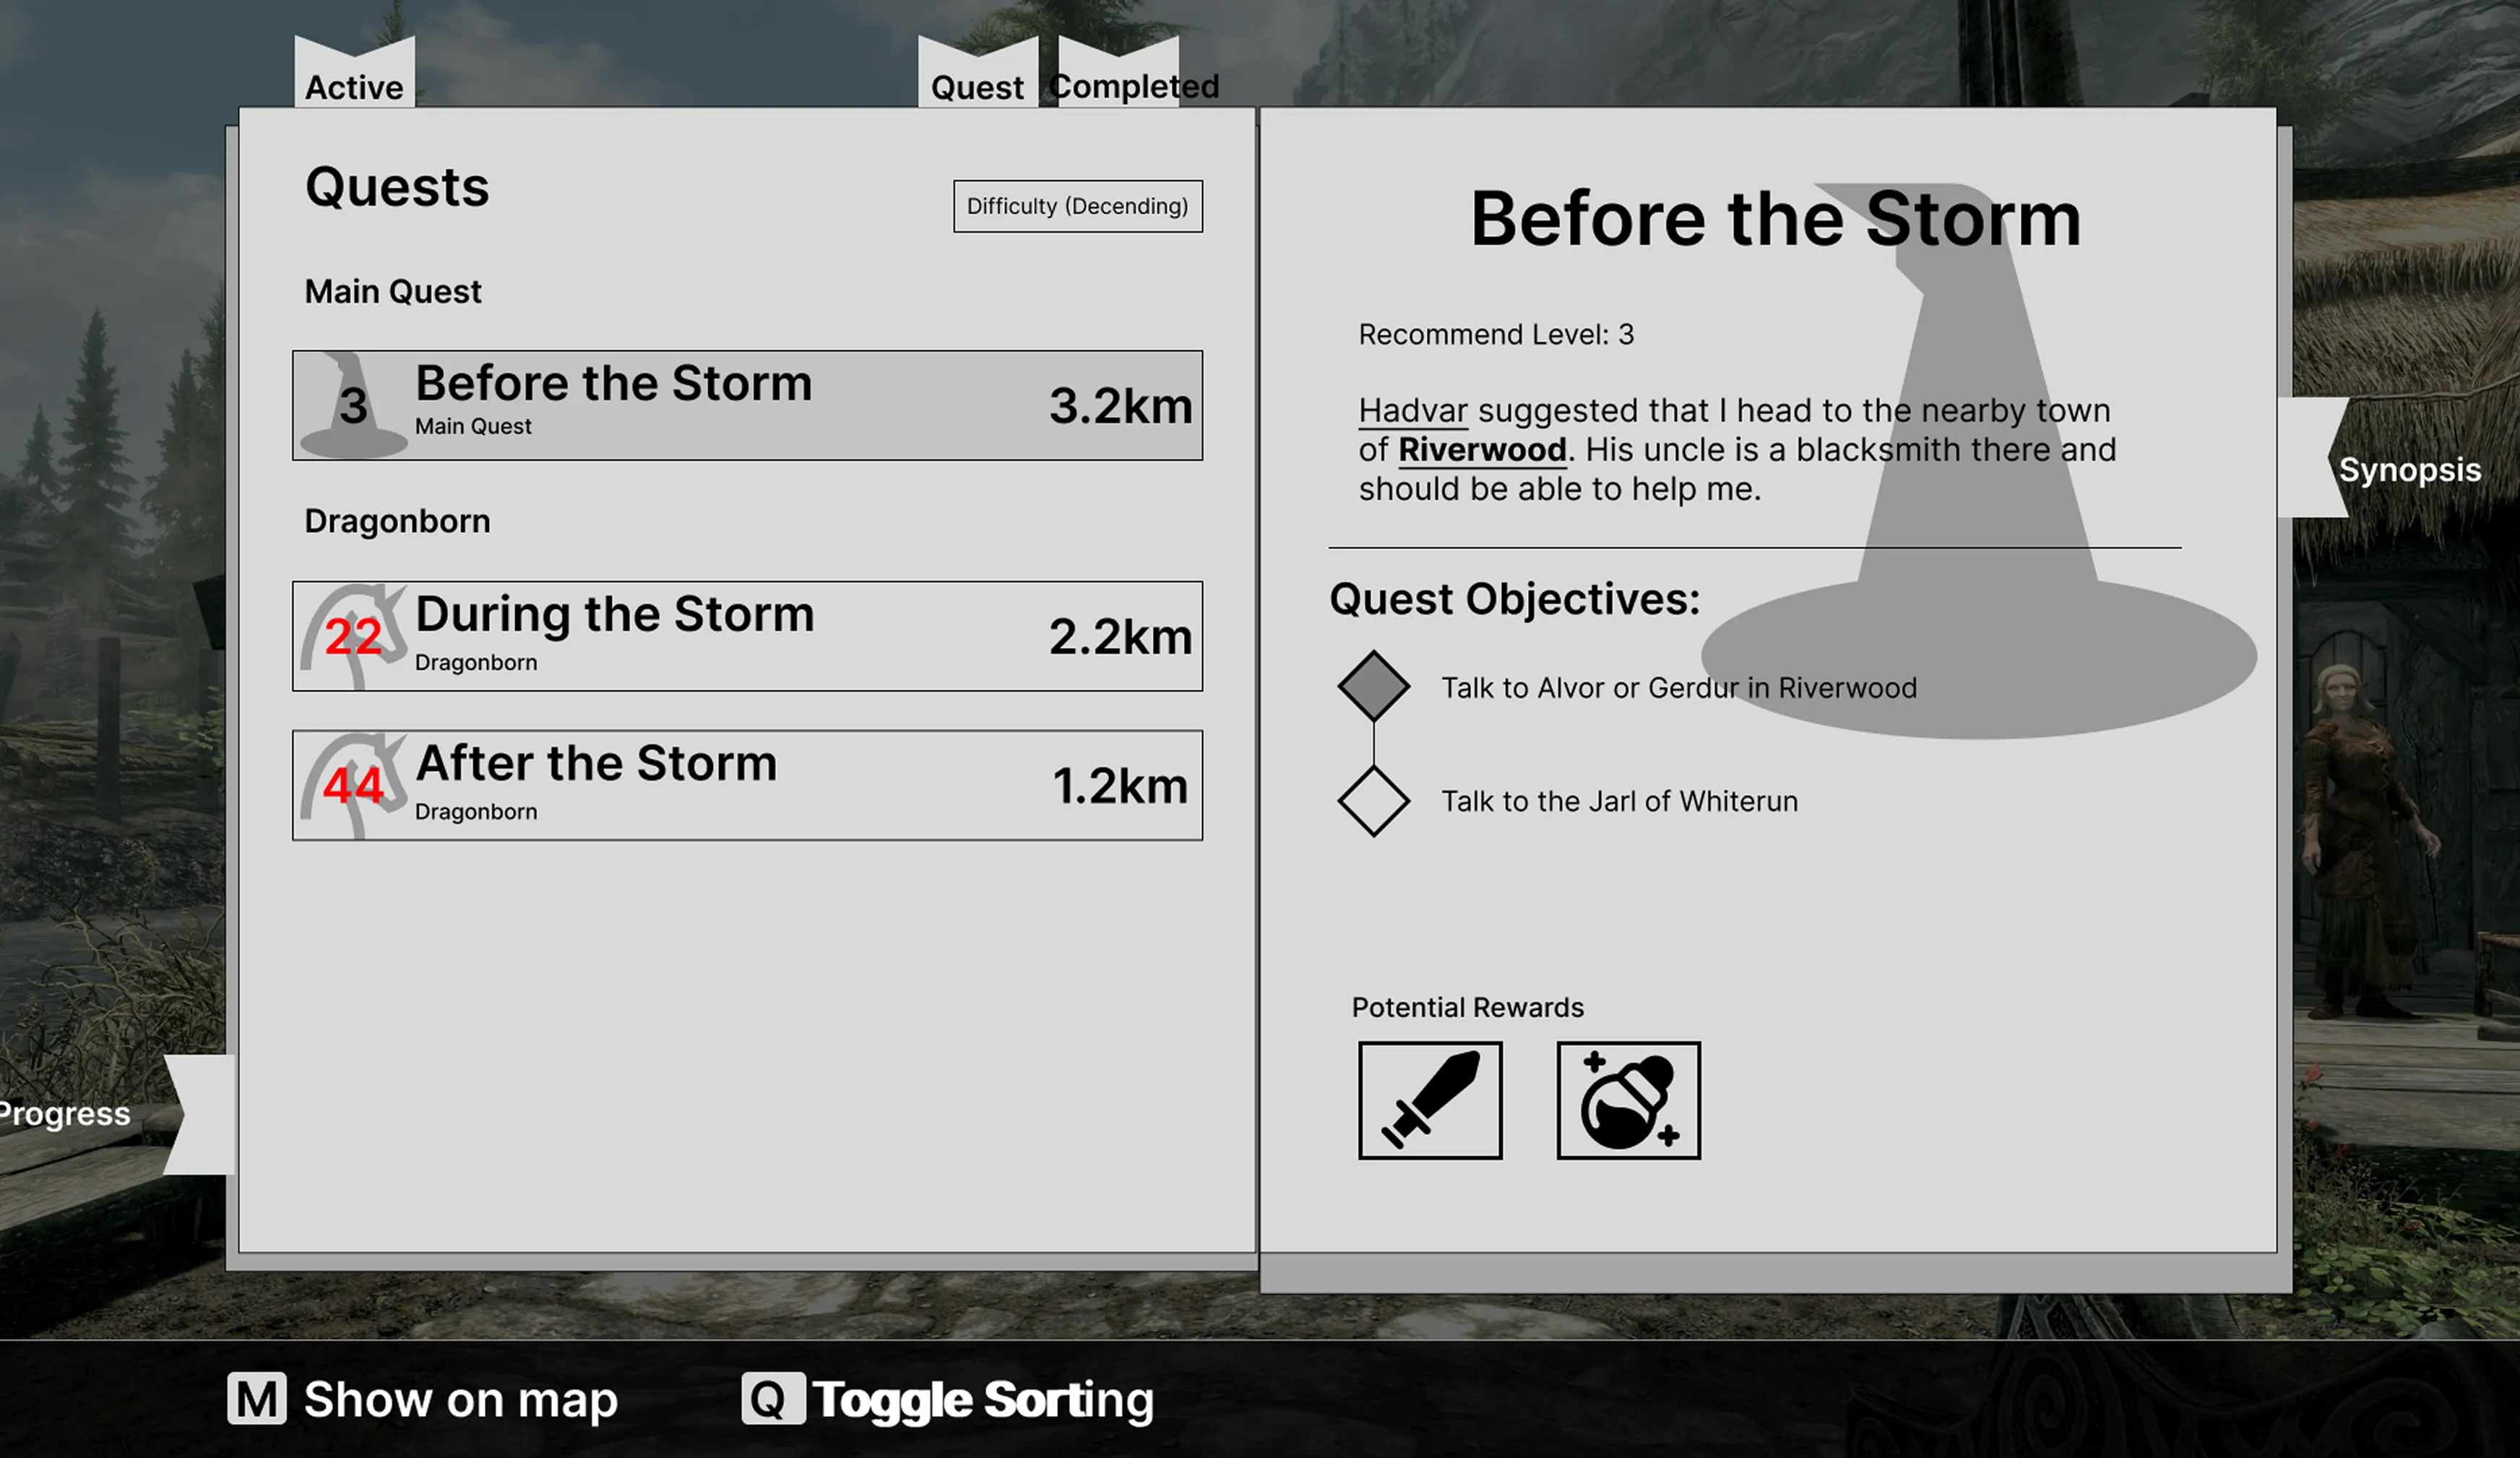 Active
Quest
Completed
Quests
Difficulty (Decending)
Main Quest
3
Before the Storm
Main Quest
3.2km
Dragonborn
22
During the Storm
Dragonborn
2.2km
44
After the Storm
Dragonborn
1.2km
Progress
Before the Storm
Recommend Level: 3
Hadvar suggested that I head to the nearby town
of Riverwood. His uncle is a blacksmith there and
should be able to help me.
Synopsis
Quest Objectives:
Talk to Alvor or Gerdur in Riverwood
Talk to the Jarl of Whiterun
Potential Rewards
M Show on map
Q Toggle Sorting